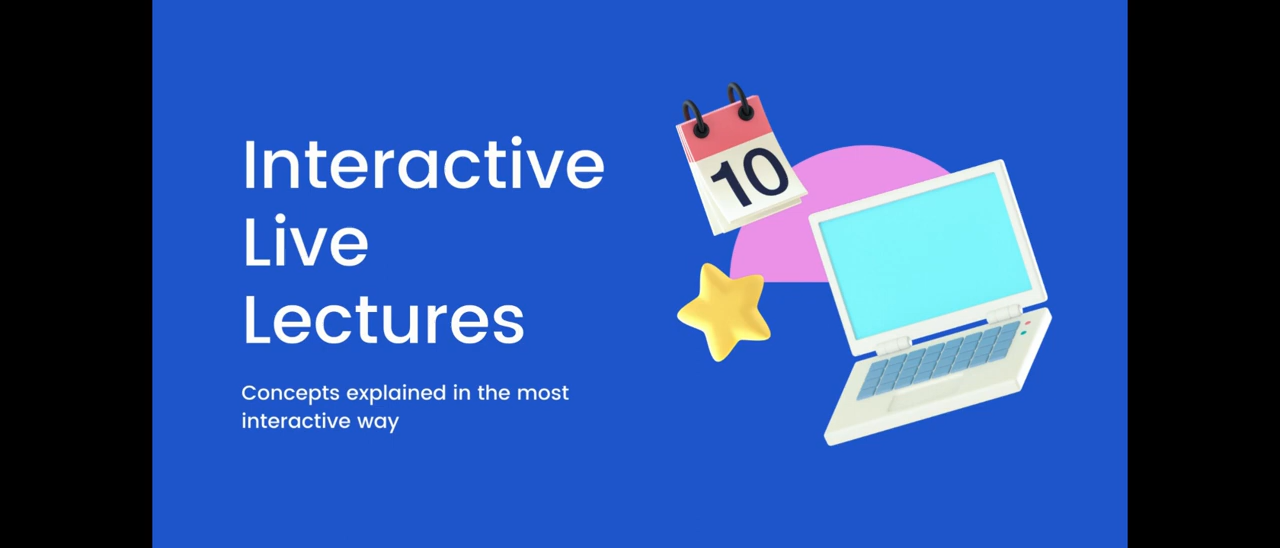 Interactive
Live
Lectures
Concepts explained in the most
interactive way
10